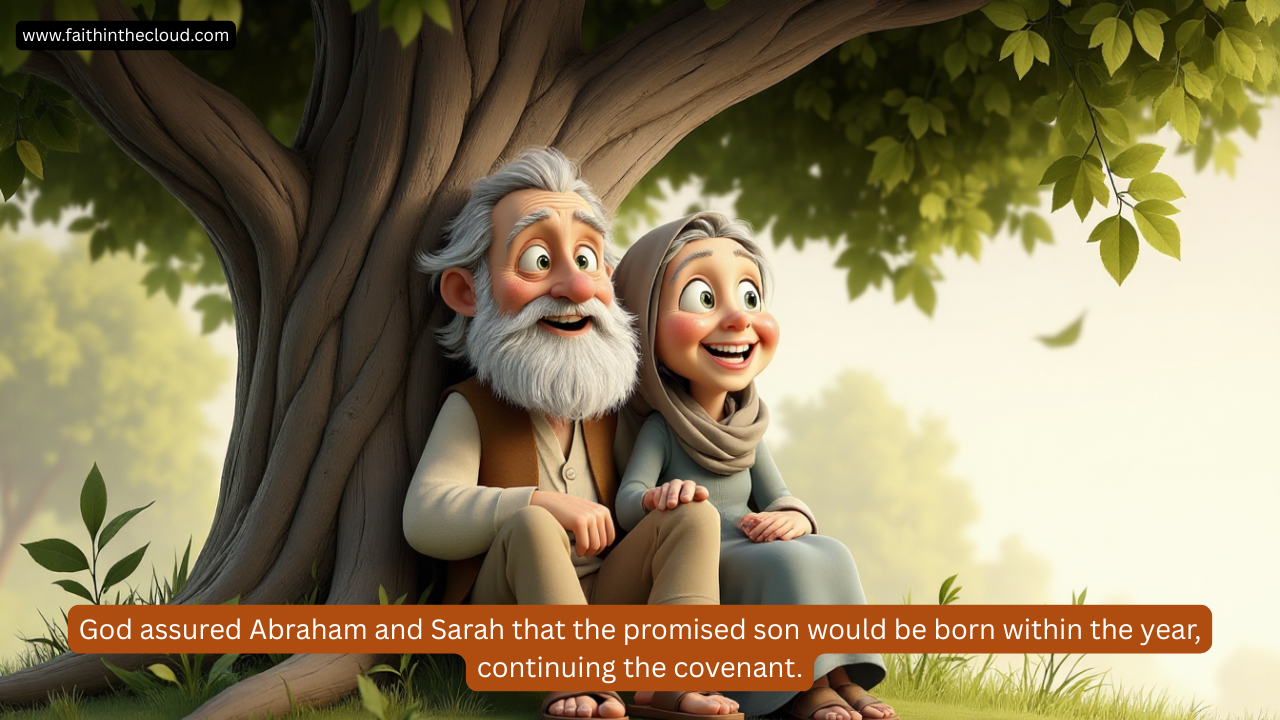 www.faithinthecloud.com
God assured Abraham and Sarah that the promised son would be born within the year,
continuing the covenant.